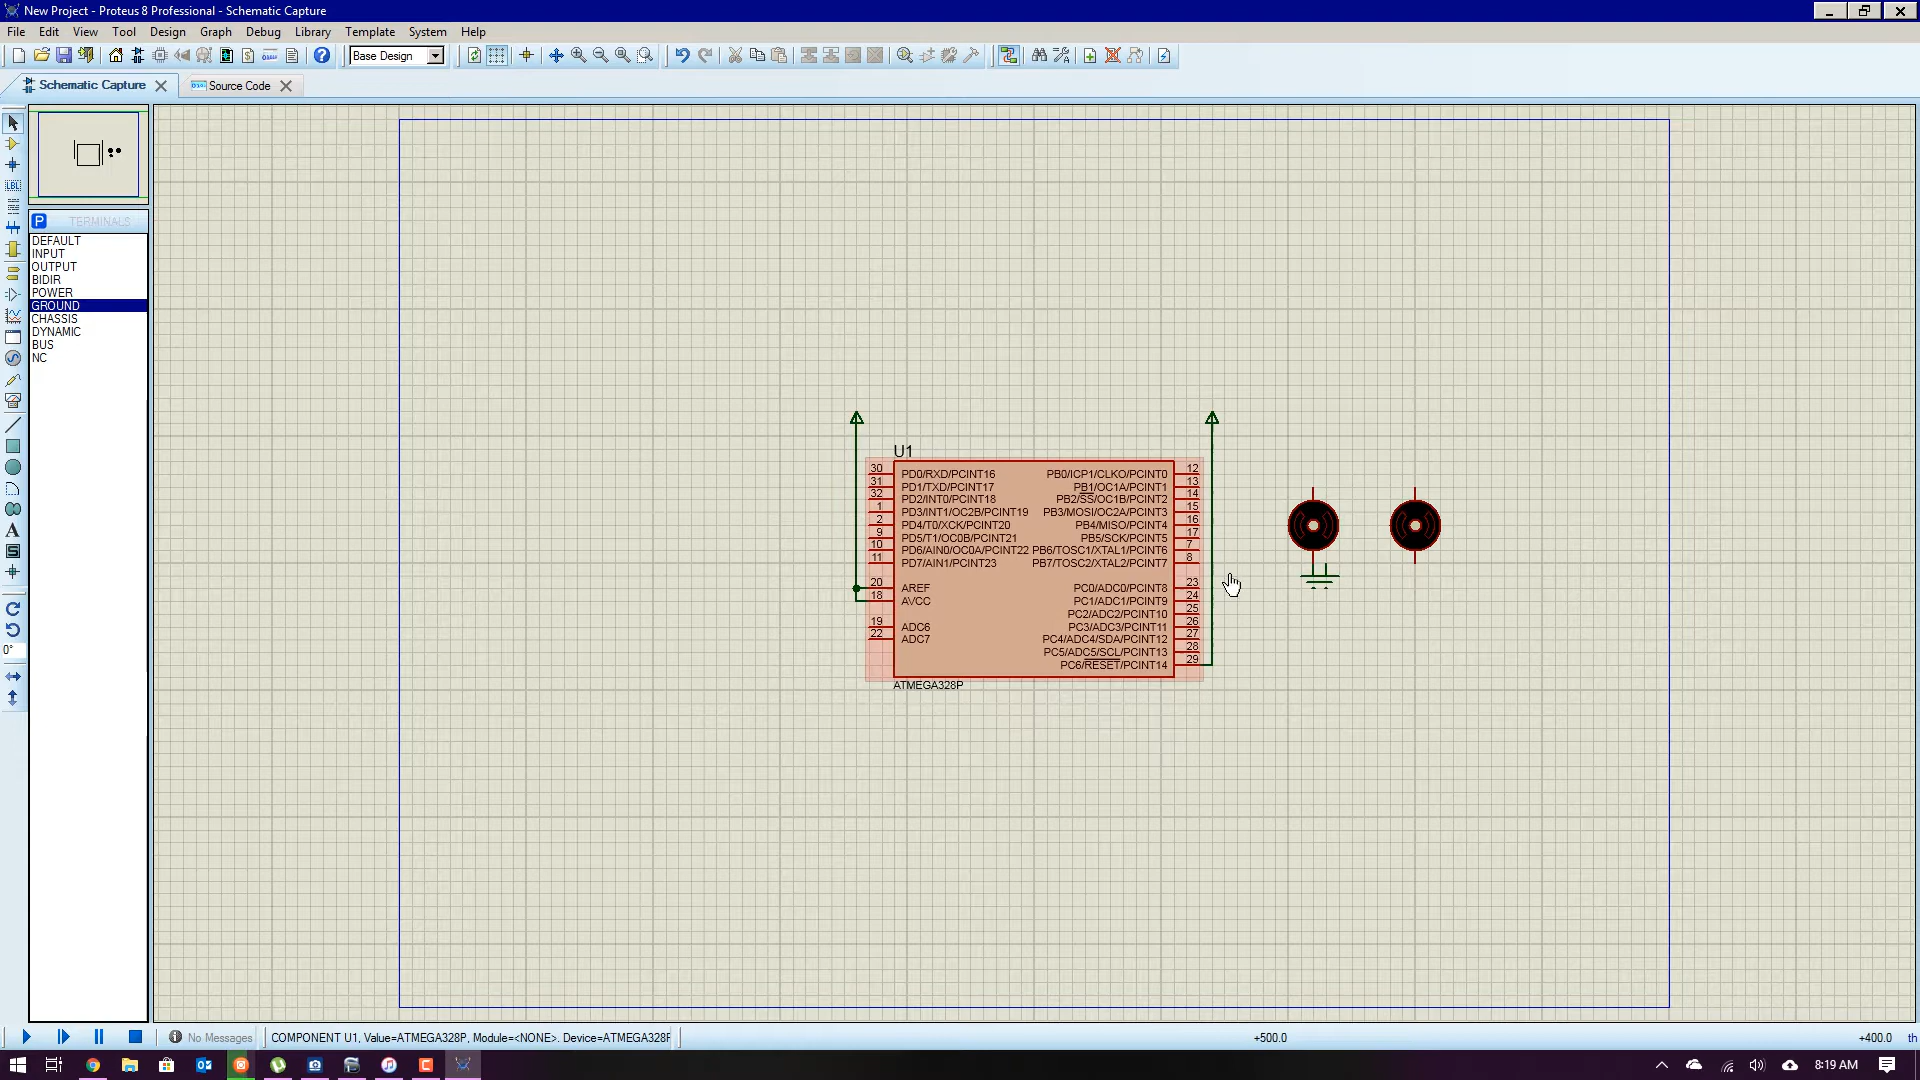 New Project - Proteus 8 Professional - Schematic Capture
File Edit View Tool Design Graph Debug Library Template System Help
Base Design
Schematic Capture
Source Code
LBL
P TERMINALS
DEFAULT
INPUT
OUTPUT
BIDIR
POWER
GROUND
CHASSIS
DYNAMIC
BUS
NC
A
S
0°
U1
30 PD0/RXD/PCINT16 PB0/ICP1/CLKO/PCINT0 12
31 PD1/TXD/PCINT17 PB1/OC1A/PCINT1 13
32 PD2/INT0/PCINT18 PB2/SS/OC1B/PCINT2 14
1 PD3/INT1/OC2B/PCINT19 PB3/MOSI/OC2A/PCINT3 15
2 PD4/T0/XCK/PCINT20 PB4/MISO/PCINT4 16
9 PD5/T1/OC0B/PCINT21 PB5/SCK/PCINT5 17
10 PD6/AIN0/OC0A/PCINT22 PB6/TOSC1/XTAL1/PCINT6 7
11 PD7/AIN1/PCINT23 PB7/TOSC2/XTAL2/PCINT7 8
20 AREF PC0/ADC0/PCINT8 23
18 AVCC PC1/ADC1/PCINT9 24
PC2/ADC2/PCINT10 25
19 ADC6 PC3/ADC3/PCINT11 26
22 ADC7 PC4/ADC4/SDA/PCINT12 27
PC5/ADC5/SCL/PCINT13 28
PC6/RESET/PCINT14 29
ATMEGA328P
No Messages
COMPONENT U1, Value=ATMEGA328P, Module=<NONE>. Device=ATMEGA328P
+500.0
+400.0
th
8:19 AM